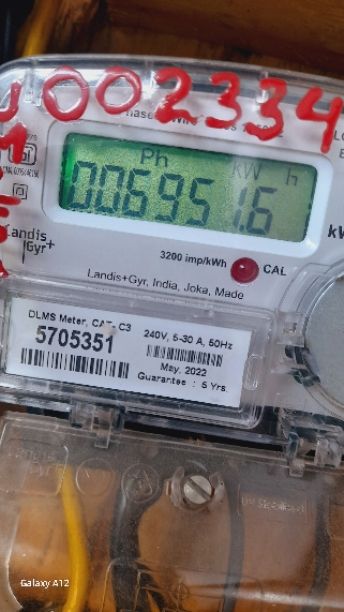 U002334
Ph kW h
006951.6
3200 imp/kWh
CAL
Landis
Gyr+
Landis+Gyr, India, Joka, Made
DLMS Meter, CAT- C3
5705351
240V, 5-30 A, 50Hz
May, 2022
Guarantee : 5 Yrs.
Galaxy A12